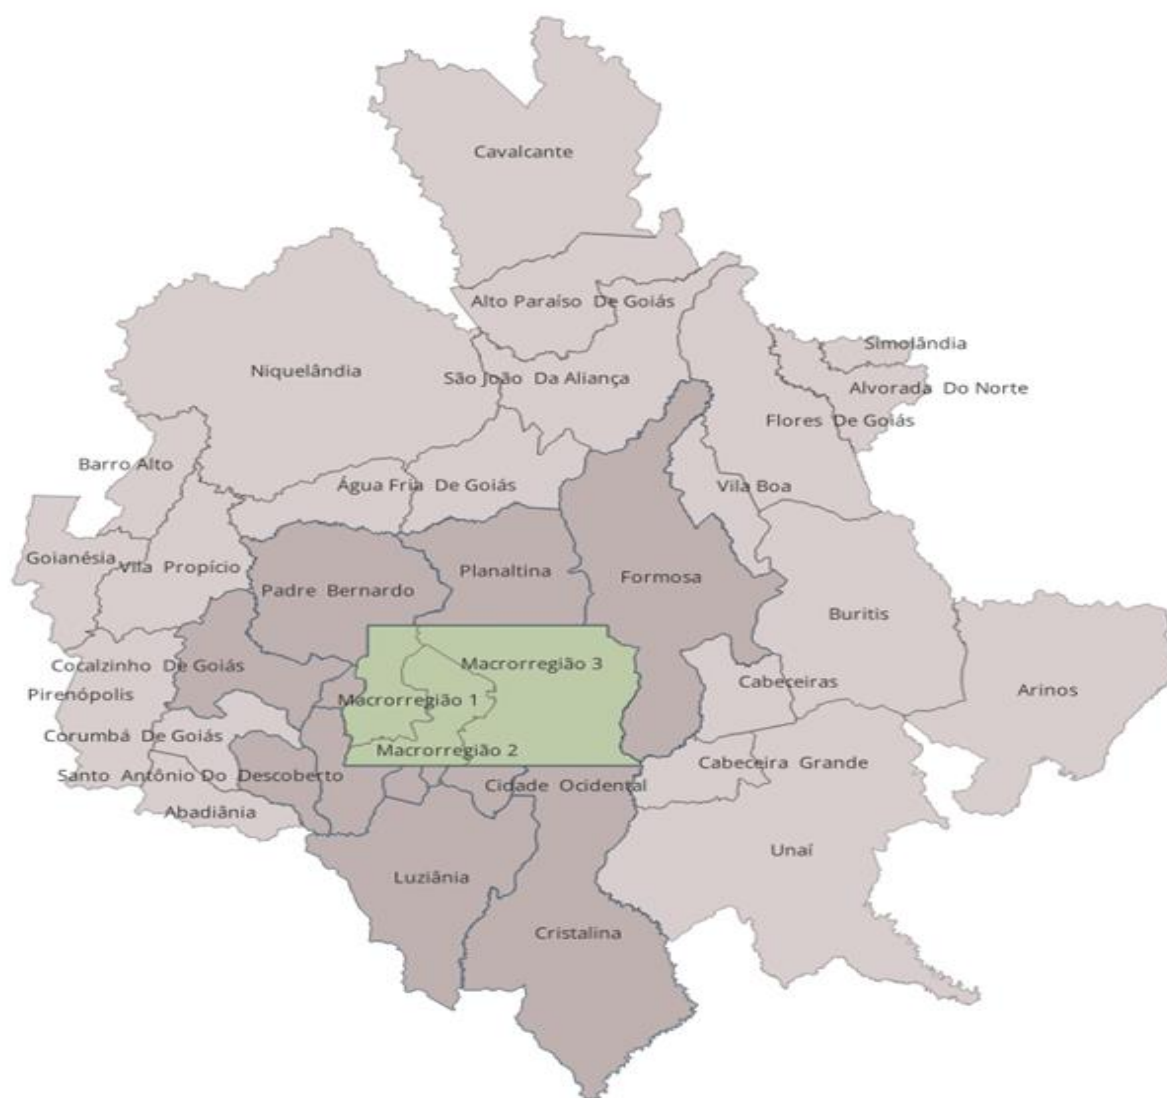 Cavalcante
Alto Paraíso De Goiás
Simolândia
Niquelândia
São João Da Aliança
Alvorada Do Norte
Flores De Goiás
Barro Alto
Água Fria De Goiás
Vila Boa
Goianésia
Vila Propício
Planaltina
Formosa
Padre Bernardo
Buritis
Cocalzinho De Goiás
Macrorregião 3
Cabeceiras
Arinos
Pirenópolis
Macrorregião 1
Corumbá De Goiás
Macrorregião 2
Cabeceira Grande
Santo Antônio Do Descoberto
Cidade Ocidental
Abadiânia
Unaí
Luziânia
Cristalina